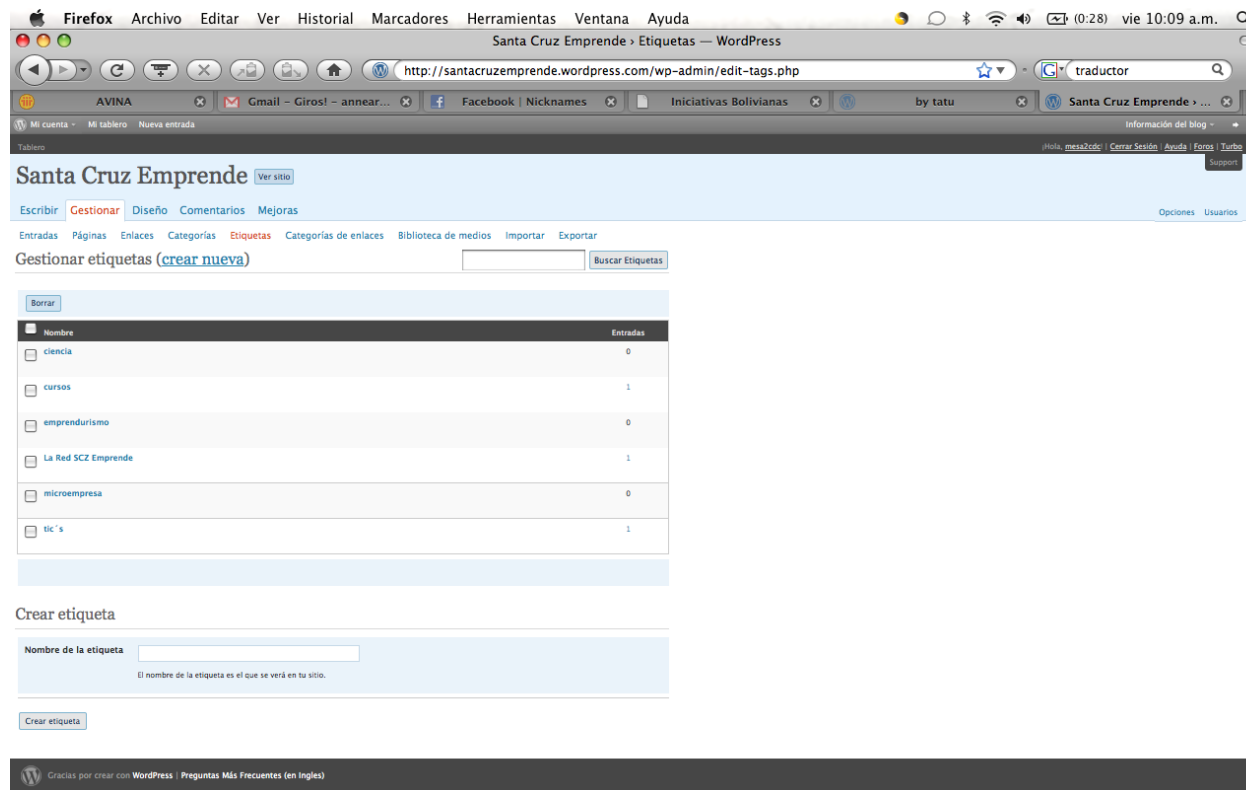 Firefox Archivo Editar Ver Historial Marcadores Herramientas Ventana Ayuda (0:28) vie 10:09 a.m.
Santa Cruz Emprende › Etiquetas — WordPress
http://santacruzemprende.wordpress.com/wp-admin/edit-tags.php traductor
AVINA Gmail – Giros! – annear... Facebook | Nicknames Iniciativas Bolivianas by tatu Santa Cruz Emprende › ...
Mi cuenta Mi tablero Nueva entrada Información del blog
Tablero ¡Hola, mesa2cdc! | Cerrar Sesión | Ayuda | Foros | Turbo
Support
Santa Cruz Emprende Ver sitio
Escribir Gestionar Diseño Comentarios Mejoras Opciones Usuarios
Entradas Páginas Enlaces Categorías Etiquetas Categorías de enlaces Biblioteca de medios Importar Exportar
Gestionar etiquetas (crear nueva) Buscar Etiquetas
Borrar
Nombre Entradas
ciencia 0
cursos 1
emprendurismo 0
La Red SCZ Emprende 1
microempresa 0
tic´s 1
Crear etiqueta
Nombre de la etiqueta
El nombre de la etiqueta es el que se verá en tu sitio.
Crear etiqueta
Gracias por crear con WordPress | Preguntas Más Frecuentes (en Ingles)